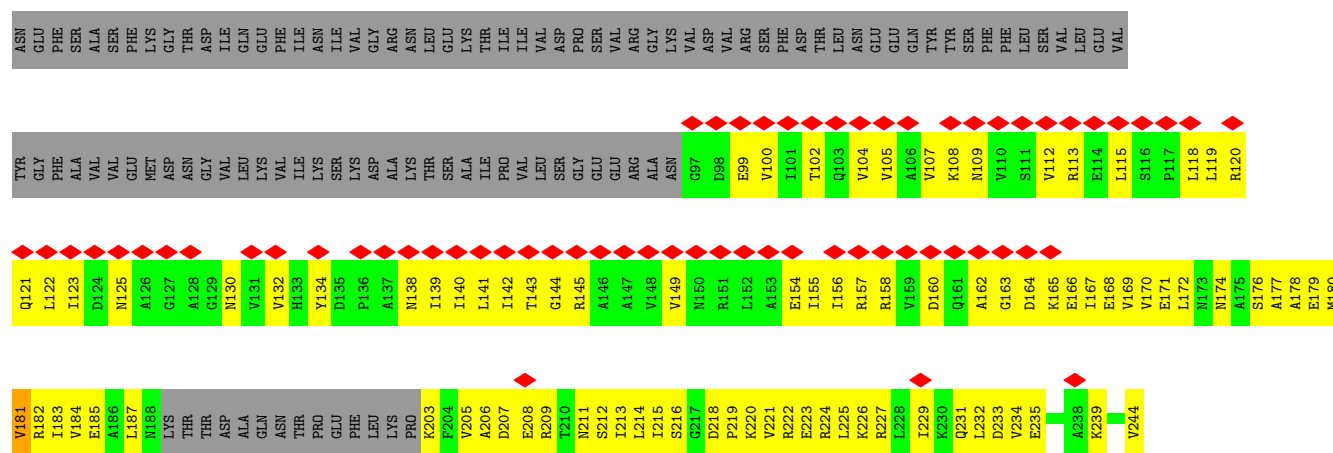 ASN GLU PHE SER ALA SER PHE LYS GLY THR ASP ILE GLN GLU PHE ILE ASN ILE VAL GLY ARG ASN LEU GLU LYS THR ILE ILE VAL ASP PRO SER VAL ARG GLY LYS VAL ASP VAL ARG SER PHE ASP THR LEU ASN GLU GLU GLN TYR TYR SER PHE PHE LEU SER VAL LEU GLU VAL
TYR GLY PHE ALA VAL VAL GLU MET ASP ASN GLY VAL LEU LYS VAL ILE LYS SER LYS ASP ALA LYS THR SER ALA ILE PRO VAL LEU SER GLY GLU GLU ARG ALA ASN G97 D98 E99 V100 I101 T102 Q103 V104 V105 A106 V107 K108 N109 V110 S111 V112 R113 E114 L115 S116 P117 L118 L119 R120
Q121 L122 I123 D124 N125 A126 G127 A128 G129 N130 V131 V132 H133 Y134 D135 P136 A137 N138 I139 I140 L141 I142 T143 G144 R145 A146 A147 V148 V149 N150 R151 L152 A153 E154 I155 I156 R157 R158 V159 D160 Q161 A162 G163 D164 K165 E166 I167 E168 V169 V170 E171 L172 N173 N174 A175 S176 A177 A178 E179 M180
V181 R182 I183 V184 E185 A186 L187 N188 LYS THR THR ASP ALA GLN ASN THR PRO GLU PHE LEU LYS PRO K203 F204 V205 A206 D207 E208 R209 T210 N211 S212 I213 L214 I215 S216 G217 D218 P219 K220 V221 R222 E223 R224 L225 K226 R227 L228 I229 K230 Q231 L232 D233 V234 E235 A238 K239 V244